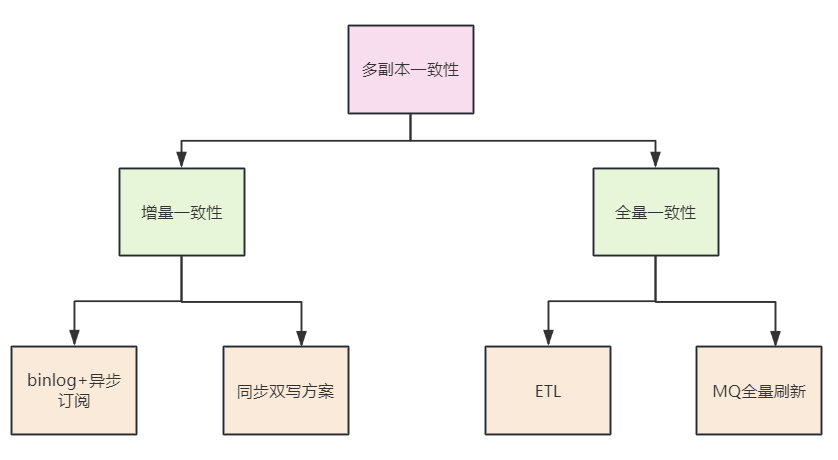 多副本一致性
增量一致性
全量一致性
binlog+异步
订阅
同步双写方案
ETL
MQ全量刷新